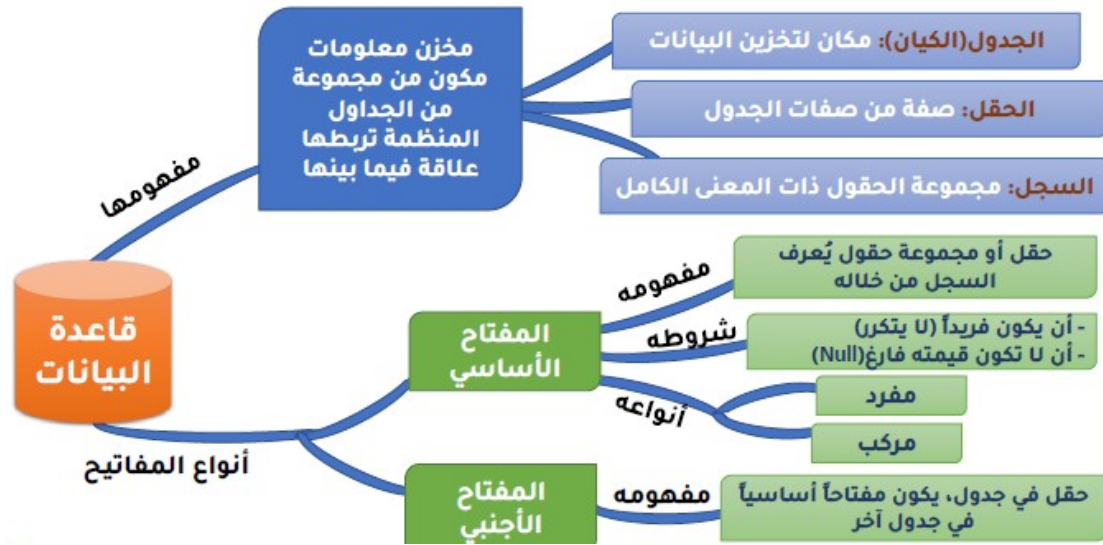 قاعدة
البيانات
مفهومها
مخزن معلومات
مكون من مجموعة
من الجداول
المنظمة تربطها
علاقة فيما بينها
الجدول(الكيان): مكان لتخزين البيانات
الحقل: صفة من صفات الجدول
السجل: مجموعة الحقول ذات المعنى الكامل
أنواع المفاتيح
المفتاح
الأساسي
مفهومه
حقل أو مجموعة حقول يُعرف
السجل من خلاله
شروطه
- أن يكون فريداً (لا يتكرر)
- أن لا تكون قيمته فارغ(Null)
أنواعه
مفرد
مركب
المفتاح
الأجنبي
مفهومه
حقل في جدول، يكون مفتاحاً أساسياً
في جدول آخر